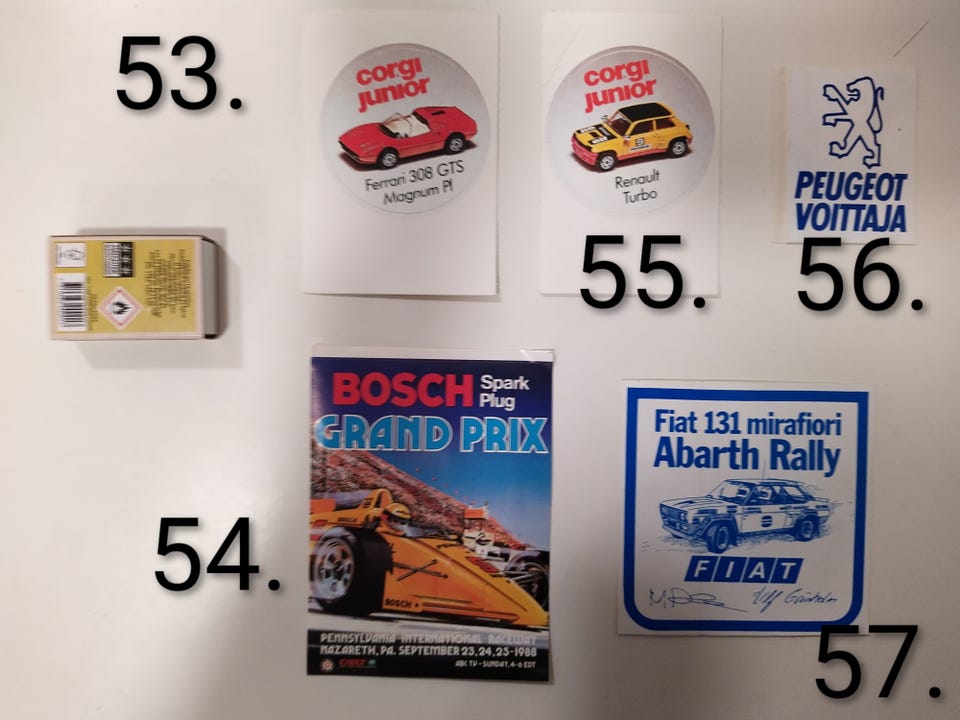 53.
corgi
junior
Ferrari 308 GTS
Magnum PI
corgi
junior
Renault
Turbo
55.
PEUGEOT
VOITTAJA
56.
54.
BOSCH Spark
Plug
GRAND PRIX
BOSCH
BOSCH
PENNSYLVANIA INTERNATIONAL RACEWAY
NAZARETH, PA. SEPTEMBER 23,24,25-1988
ABC TV - SUNDAY, 4-6 EDT
Fiat 131 mirafiori
Abarth Rally
FIAT
57.